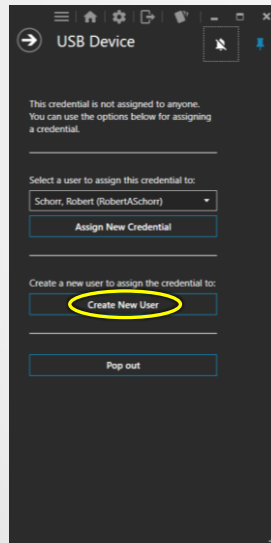 USB Device
This credential is not assigned to anyone.
You can use the options below for assigning
a credential.
Select a user to assign this credential to:
Schorr, Robert (RobertASchorr)
Assign New Credential
Create a new user to assign the credential to:
Create New User
Pop out